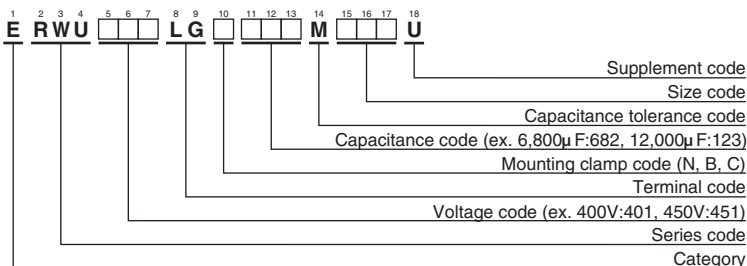 1 2 3 4 5 6 7 8 9 10 11 12 13 14 15 16 17 18
E RWU □□□ LG □ □□□ M □□□ U
Supplement code
Size code
Capacitance tolerance code
Capacitance code (ex. 6,800μF:682, 12,000μF:123)
Mounting clamp code (N, B, C)
Terminal code
Voltage code (ex. 400V:401, 450V:451)
Series code
Category